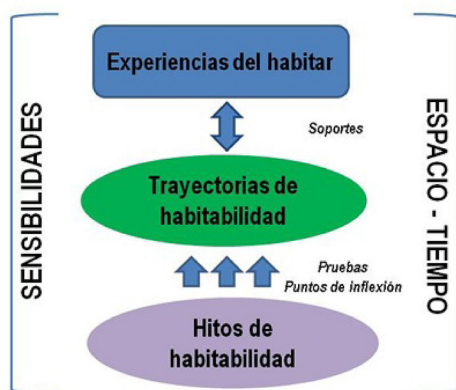 Experiencias del habitar
Soportes
Trayectorias de
habitabilidad
Pruebas
Puntos de inflexión
Hitos de
habitabilidad
SENSIBILIDADES
ESPACIO - TIEMPO